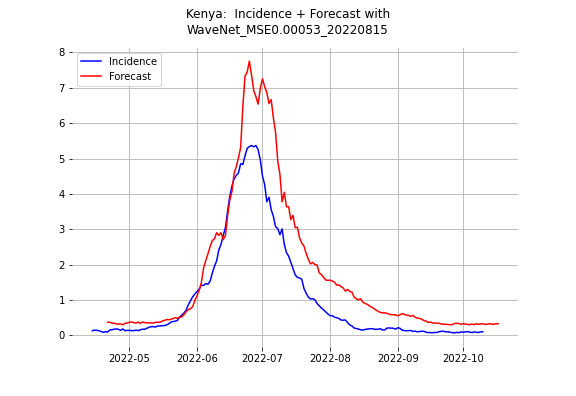 Kenya:  Incidence + Forecast with
WaveNet_MSE0.00053_20220815
Incidence
Forecast
8
7
6
5
4
3
2
1
0
2022-05 2022-06 2022-07 2022-08 2022-09 2022-10